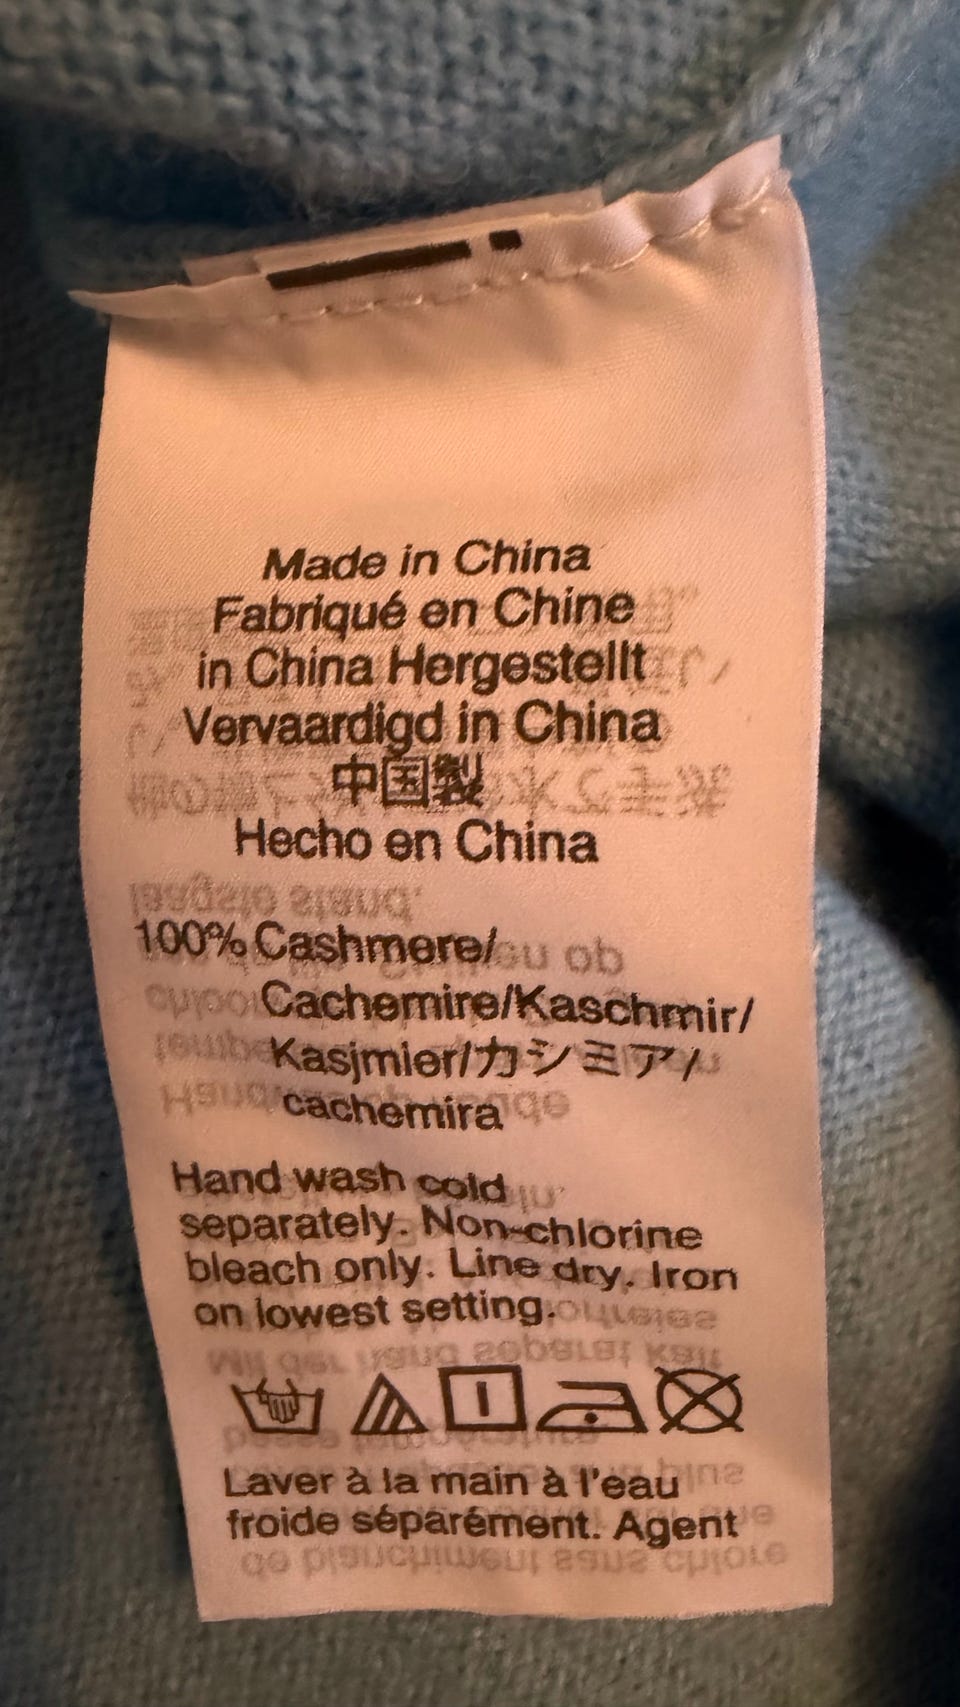 Made in China
Fabriqué en Chine
in China Hergestellt
Vervaardigd in China
中国製
Hecho en China
100% Cashmere/
Cachemire/Kaschmir/
Kasjmier/カシミア/
cachemira
Hand wash cold
separately. Non-chlorine
bleach only. Line dry. Iron
on lowest setting.
Laver à la main à l'eau
froide séparément. Agent